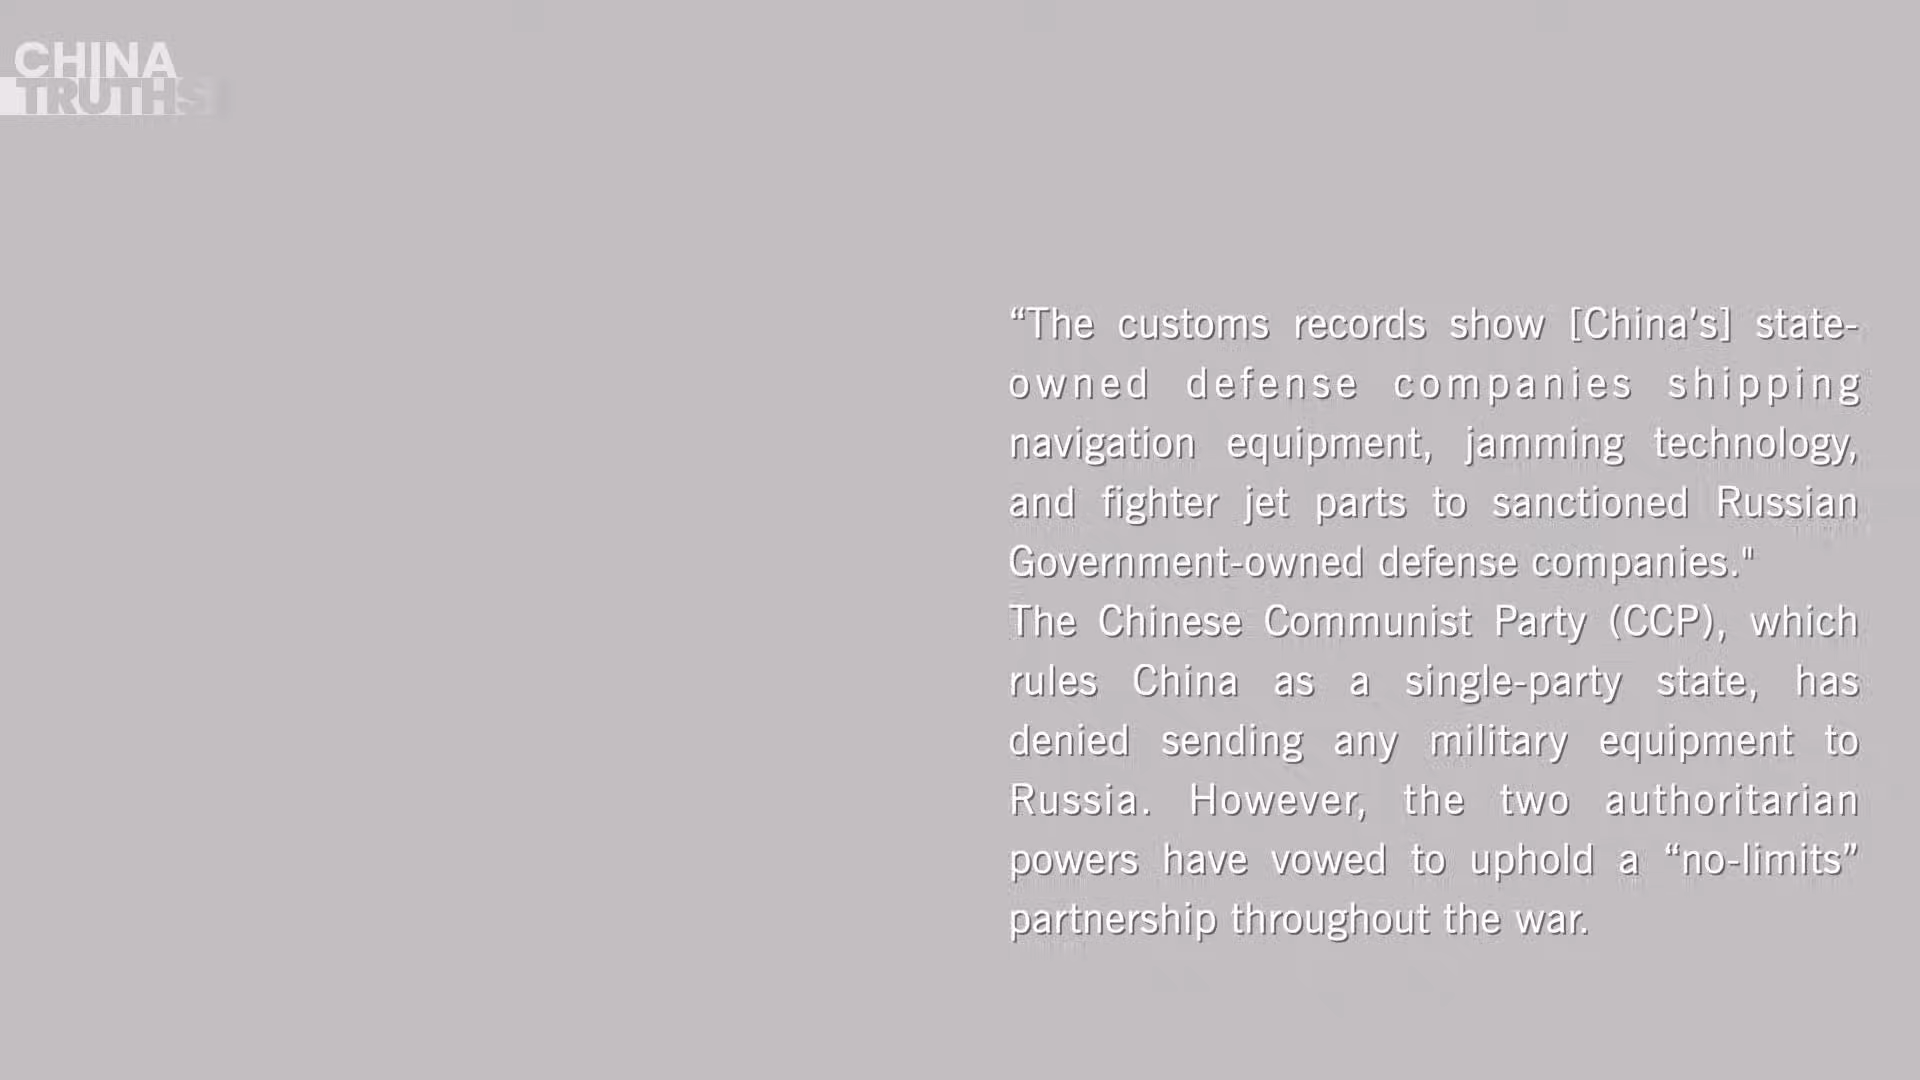 CHINA
TRUTHS
“The customs records show [China’s] state-
owned defense companies shipping
navigation equipment, jamming technology,
and fighter jet parts to sanctioned Russian
Government-owned defense companies."
The Chinese Communist Party (CCP), which
rules China as a single-party state, has
denied sending any military equipment to
Russia. However, the two authoritarian
powers have vowed to uphold a “no-limits”
partnership throughout the war.